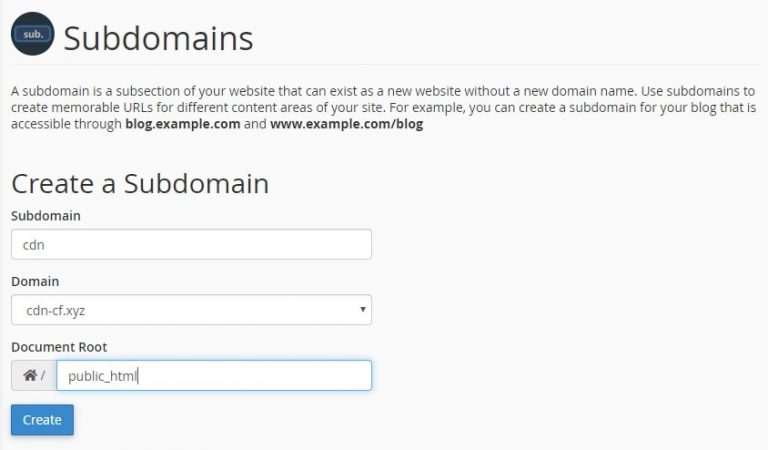 sub.
Subdomains
A subdomain is a subsection of your website that can exist as a new website without a new domain name. Use subdomains to
create memorable URLs for different content areas of your site. For example, you can create a subdomain for your blog that is
accessible through blog.example.com and www.example.com/blog
Create a Subdomain
Subdomain
cdn
Domain
cdn-cf.xyz
Document Root
/ public_html
Create